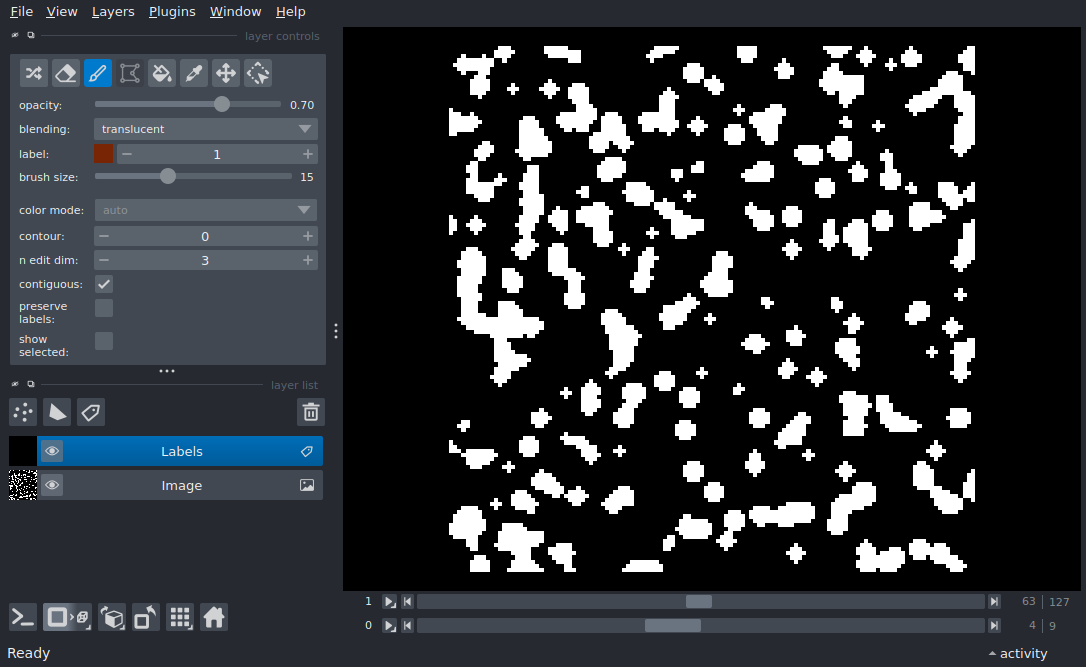 File View Layers Plugins Window Help
layer controls
opacity: 0.70
blending: translucent
label: 1
brush size: 15
color mode: auto
contour: 0
n edit dim: 3
contiguous:
preserve
labels:
show
selected:
layer list
Labels
Image
1 63 127
0 4 9
Ready activity